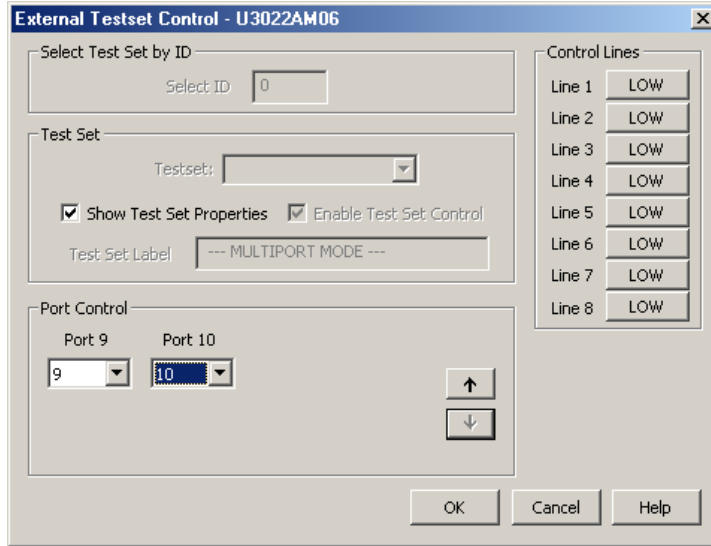 External Testset Control - U3022AM06
Select Test Set by ID
Select ID 0
Test Set
Testset:
Show Test Set Properties Enable Test Set Control
Test Set Label --- MULTIPORT MODE ---
Port Control
Port 9 Port 10
9 10
Control Lines
Line 1 LOW
Line 2 LOW
Line 3 LOW
Line 4 LOW
Line 5 LOW
Line 6 LOW
Line 7 LOW
Line 8 LOW
OK Cancel Help